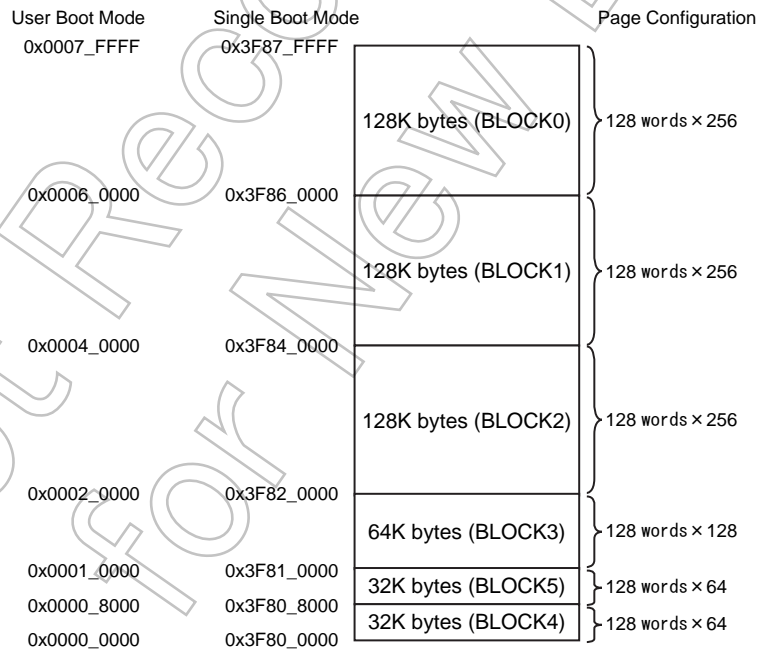 User Boot Mode Single Boot Mode Page Configuration
0x0007_FFFF 0x3F87_FFFF
128K bytes (BLOCK0) 128 words×256
0x0006_0000 0x3F86_0000
128K bytes (BLOCK1) 128 words×256
0x0004_0000 0x3F84_0000
128K bytes (BLOCK2) 128 words×256
0x0002_0000 0x3F82_0000
64K bytes (BLOCK3) 128 words×128
0x0001_0000 0x3F81_0000
32K bytes (BLOCK5) 128 words×64
0x0000_8000 0x3F80_8000
32K bytes (BLOCK4) 128 words×64
0x0000_0000 0x3F80_0000
for New